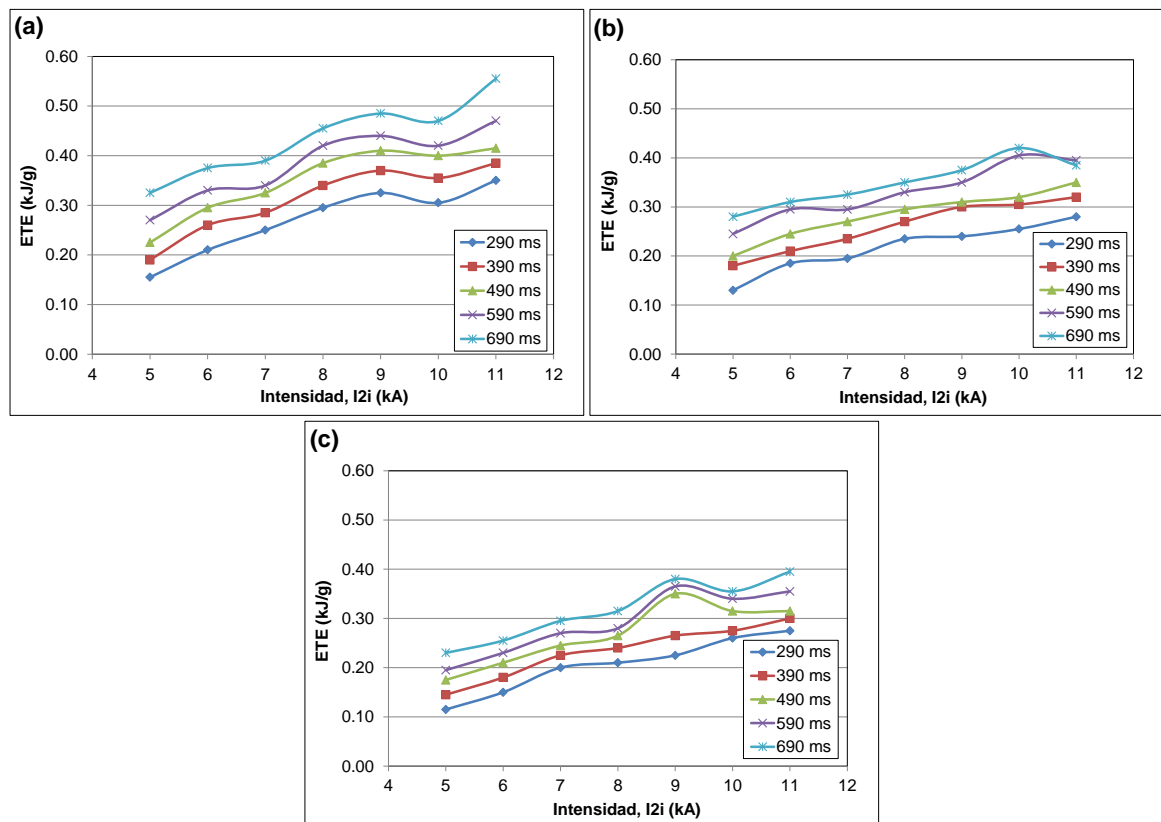 (a)
0.60
0.50
0.40
0.30
0.20
0.10
0.00
ETE (kJ/g)
4 5 6 7 8 9 10 11 12
Intensidad, I2i (kA)
290 ms
390 ms
490 ms
590 ms
690 ms
(b)
0.60
0.50
0.40
0.30
0.20
0.10
0.00
ETE (kJ/g)
4 5 6 7 8 9 10 11 12
Intensidad, I2i (kA)
290 ms
390 ms
490 ms
590 ms
690 ms
(c)
0.60
0.50
0.40
0.30
0.20
0.10
0.00
ETE (kJ/g)
4 5 6 7 8 9 10 11 12
Intensidad, I2i (kA)
290 ms
390 ms
490 ms
590 ms
690 ms